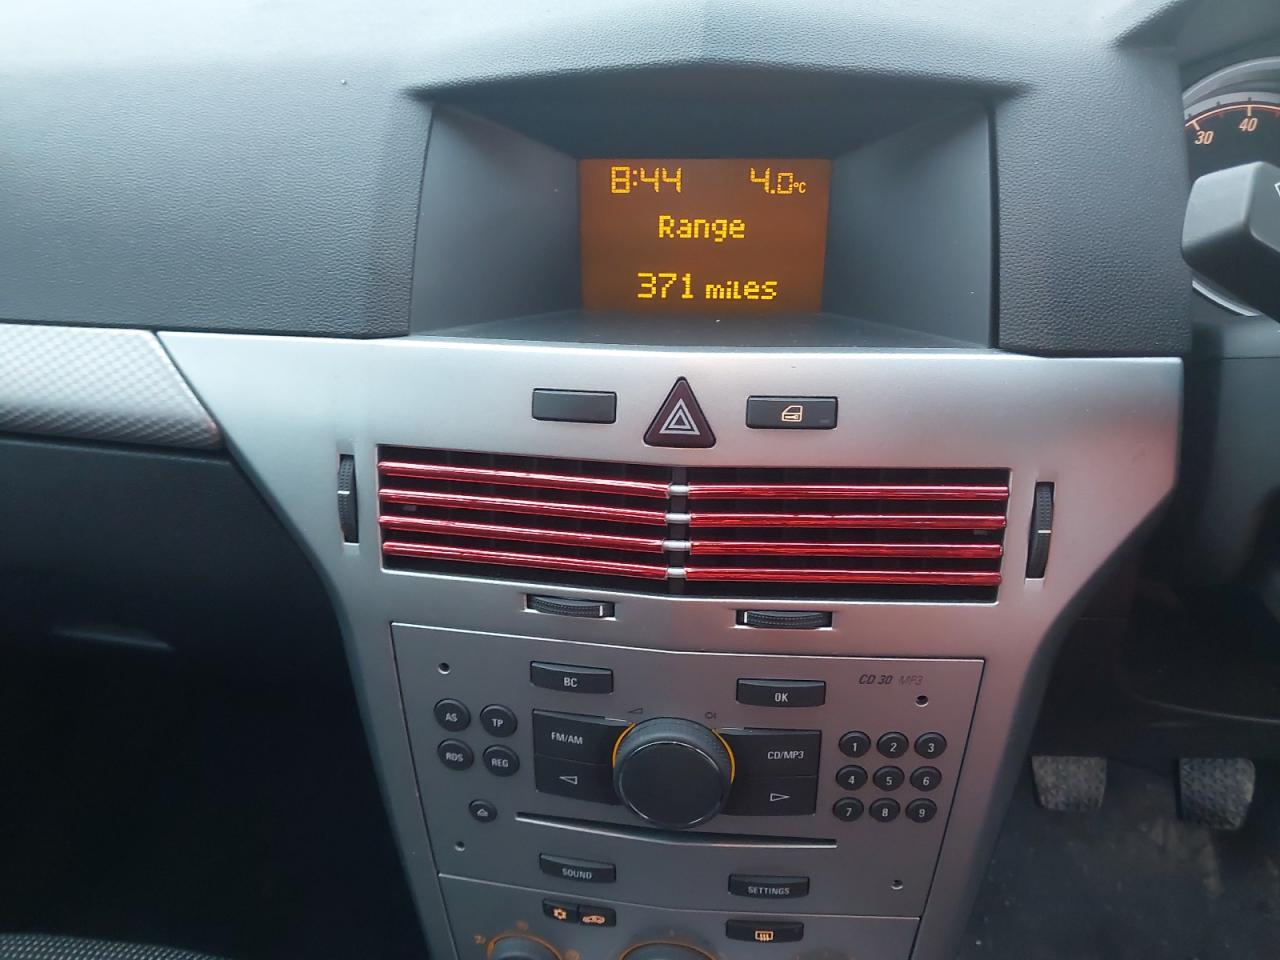 8:44 4.0°C
Range
371 miles
30 40
BC
OK
CD 30 MP3
AS TP
FM/AM
CD/MP3
1 2 3
RDS REG
4 5 6
7 8 9
SOUND
SETTINGS